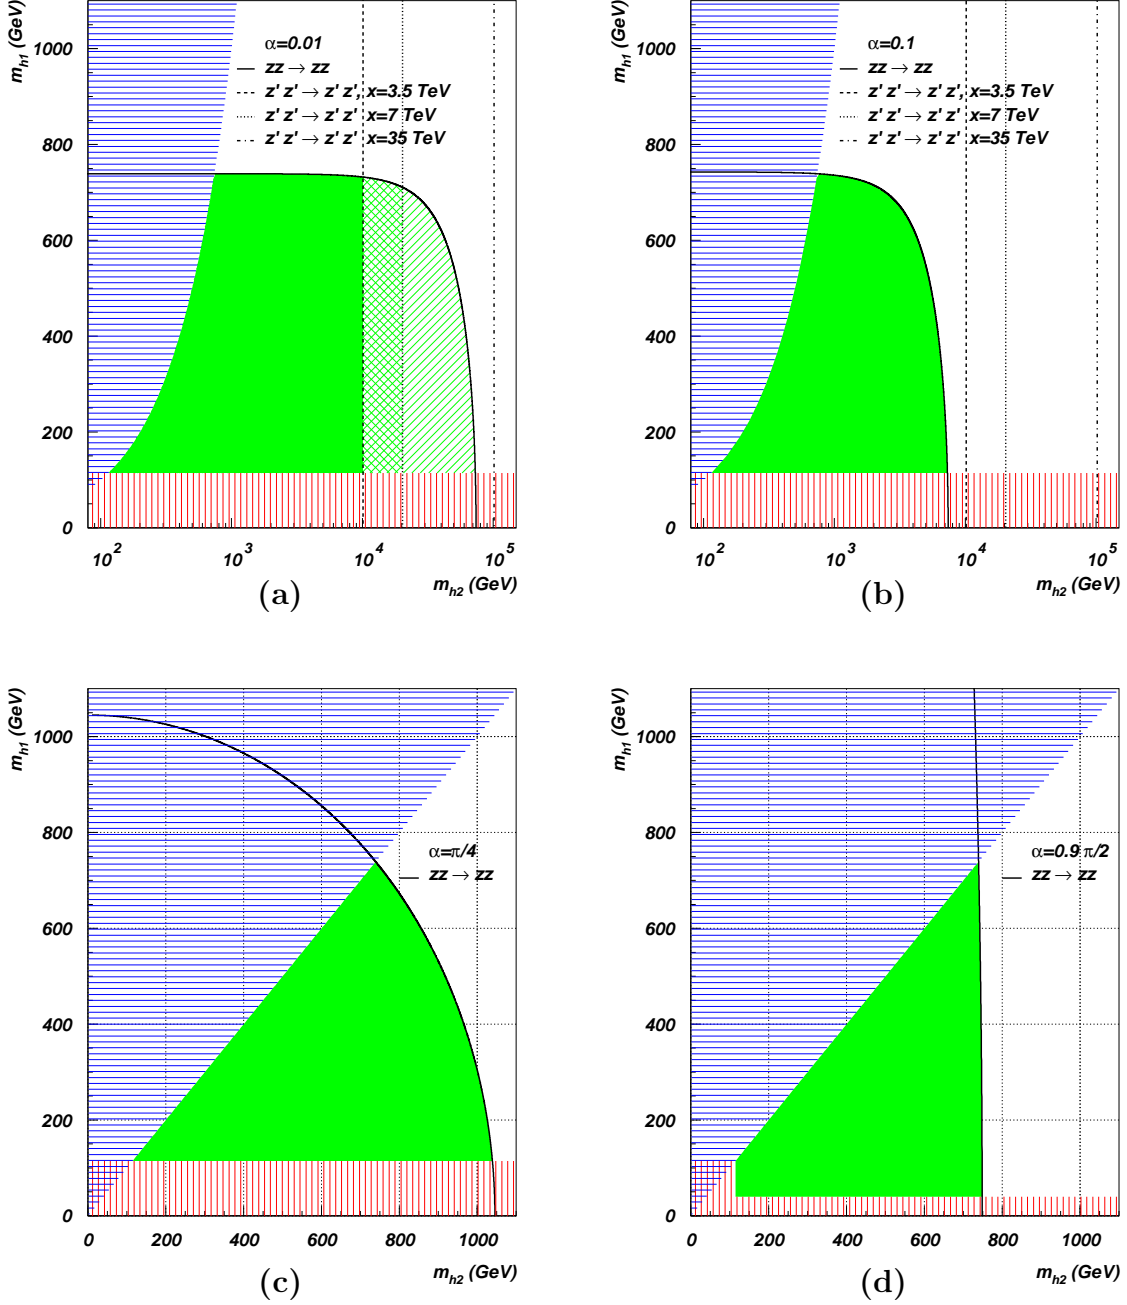 m_h1 (GeV)
1000
800
600
400
200
0
α=0.01
zz → zz
z' z' → z' z', x=3.5 TeV
z' z' → z' z' x=7 TeV
z' z' → z' z' x=35 TeV
10^2
10^3
10^4
10^5
m_h2 (GeV)
(a)
m_h1 (GeV)
1000
800
600
400
200
0
α=0.1
zz → zz
z' z' → z' z', x=3.5 TeV
z' z' → z' z' x=7 TeV
z' z' → z' z' x=35 TeV
10^2
10^3
10^4
10^5
m_h2 (GeV)
(b)
m_h1 (GeV)
1000
800
600
400
200
0
α=π/4
zz → zz
0 200 400 600 800 1000
m_h2 (GeV)
(c)
m_h1 (GeV)
1000
800
600
400
200
0
α=0.9 π/2
zz → zz
0 200 400 600 800 1000
m_h2 (GeV)
(d)